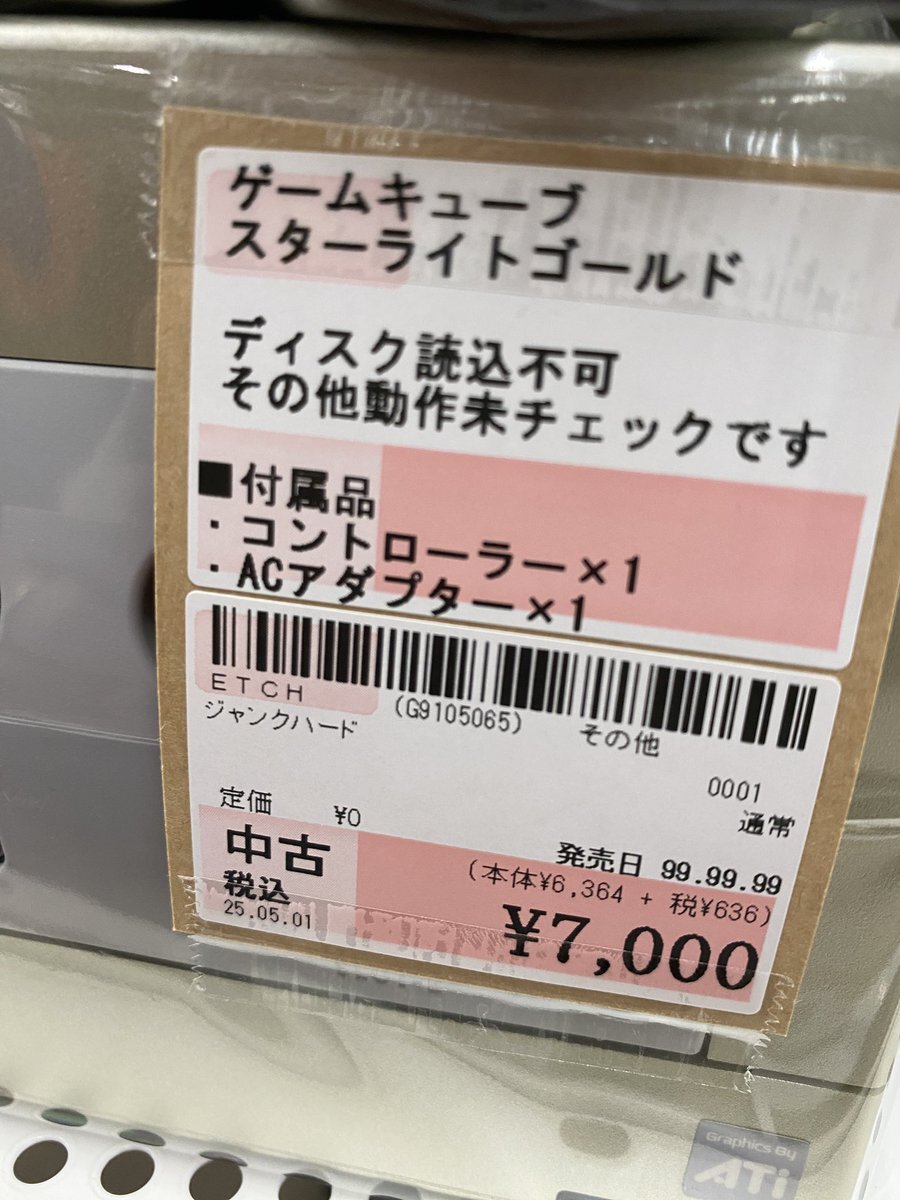 ゲームキューブ
スターライトゴールド
ディスク読込不可
その他動作未チェックです
■付属品
・コントローラー×1
・ACアダプター×1
ETCH
(G9105065)
ジャンクハード
その他
0001
通常
定価 ¥0
発売日 99.99.99
中古
税込
(本体¥6,364 + 税¥636)
25.05.01
¥7,000
Graphics By
ATi